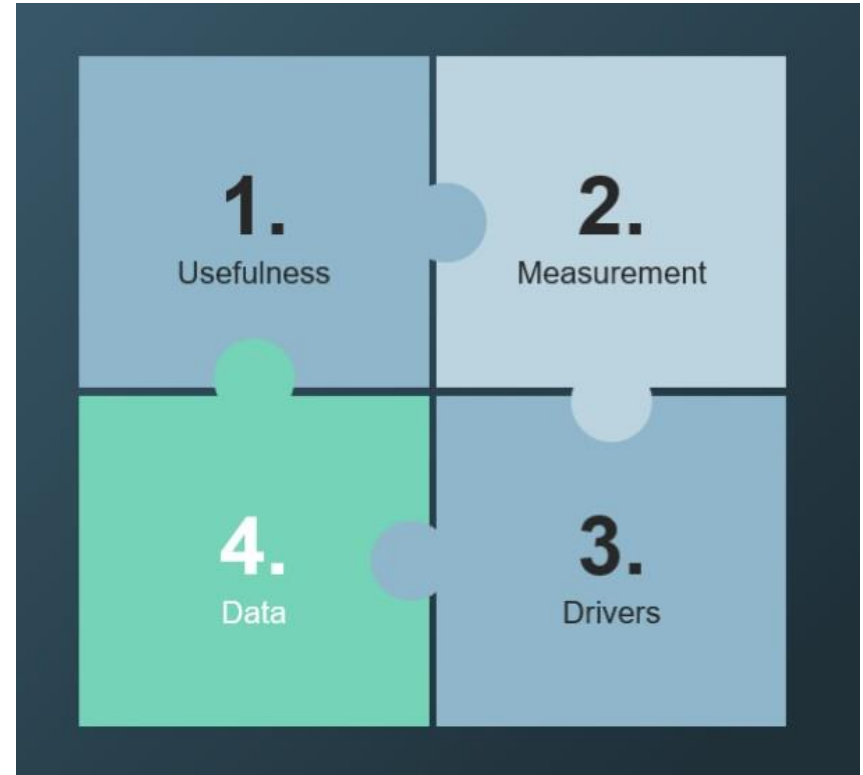 1.
Usefulness
2.
Measurement
4.
Data
3.
Drivers